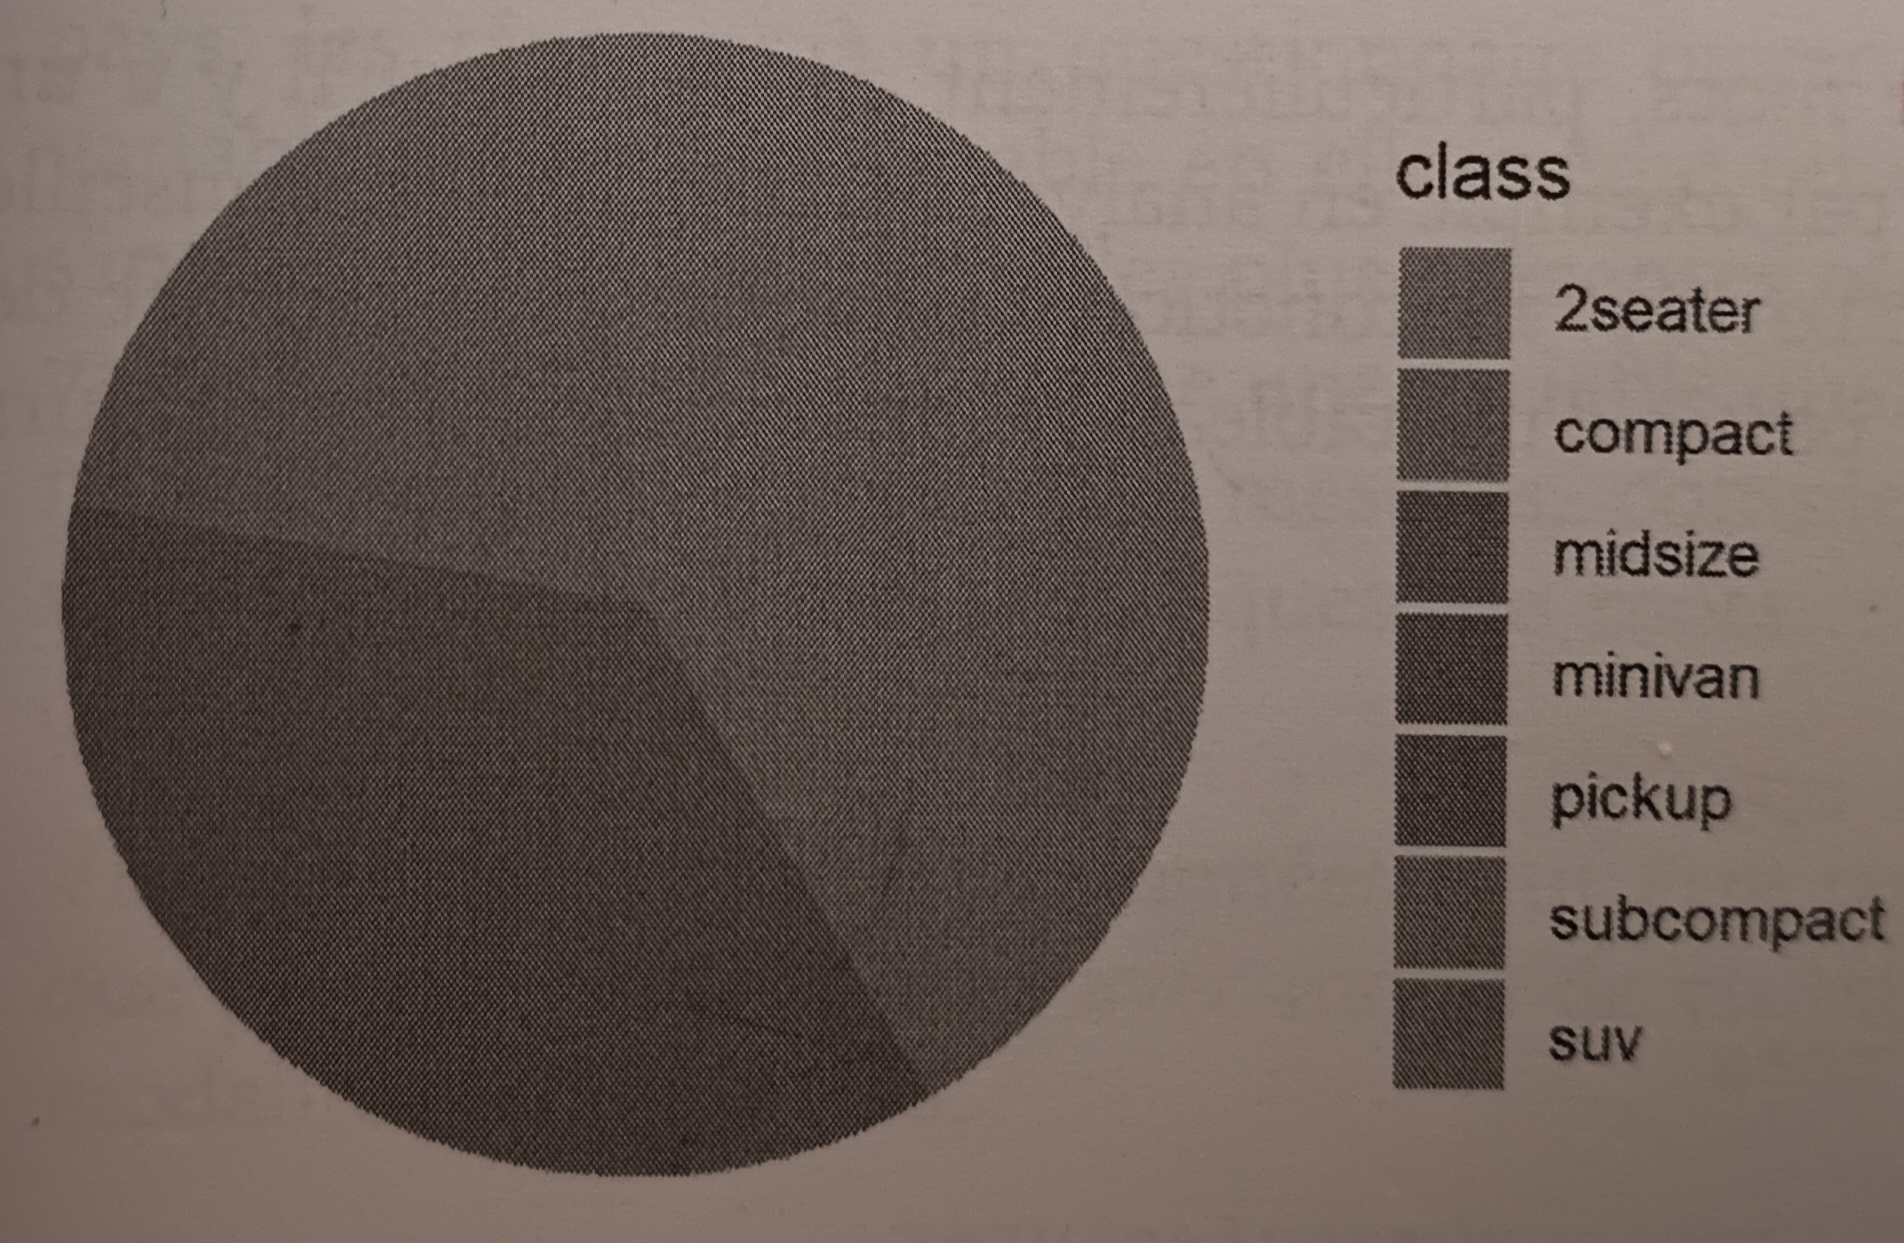 class
2seater
compact
midsize
minivan
pickup
subcompact
suv